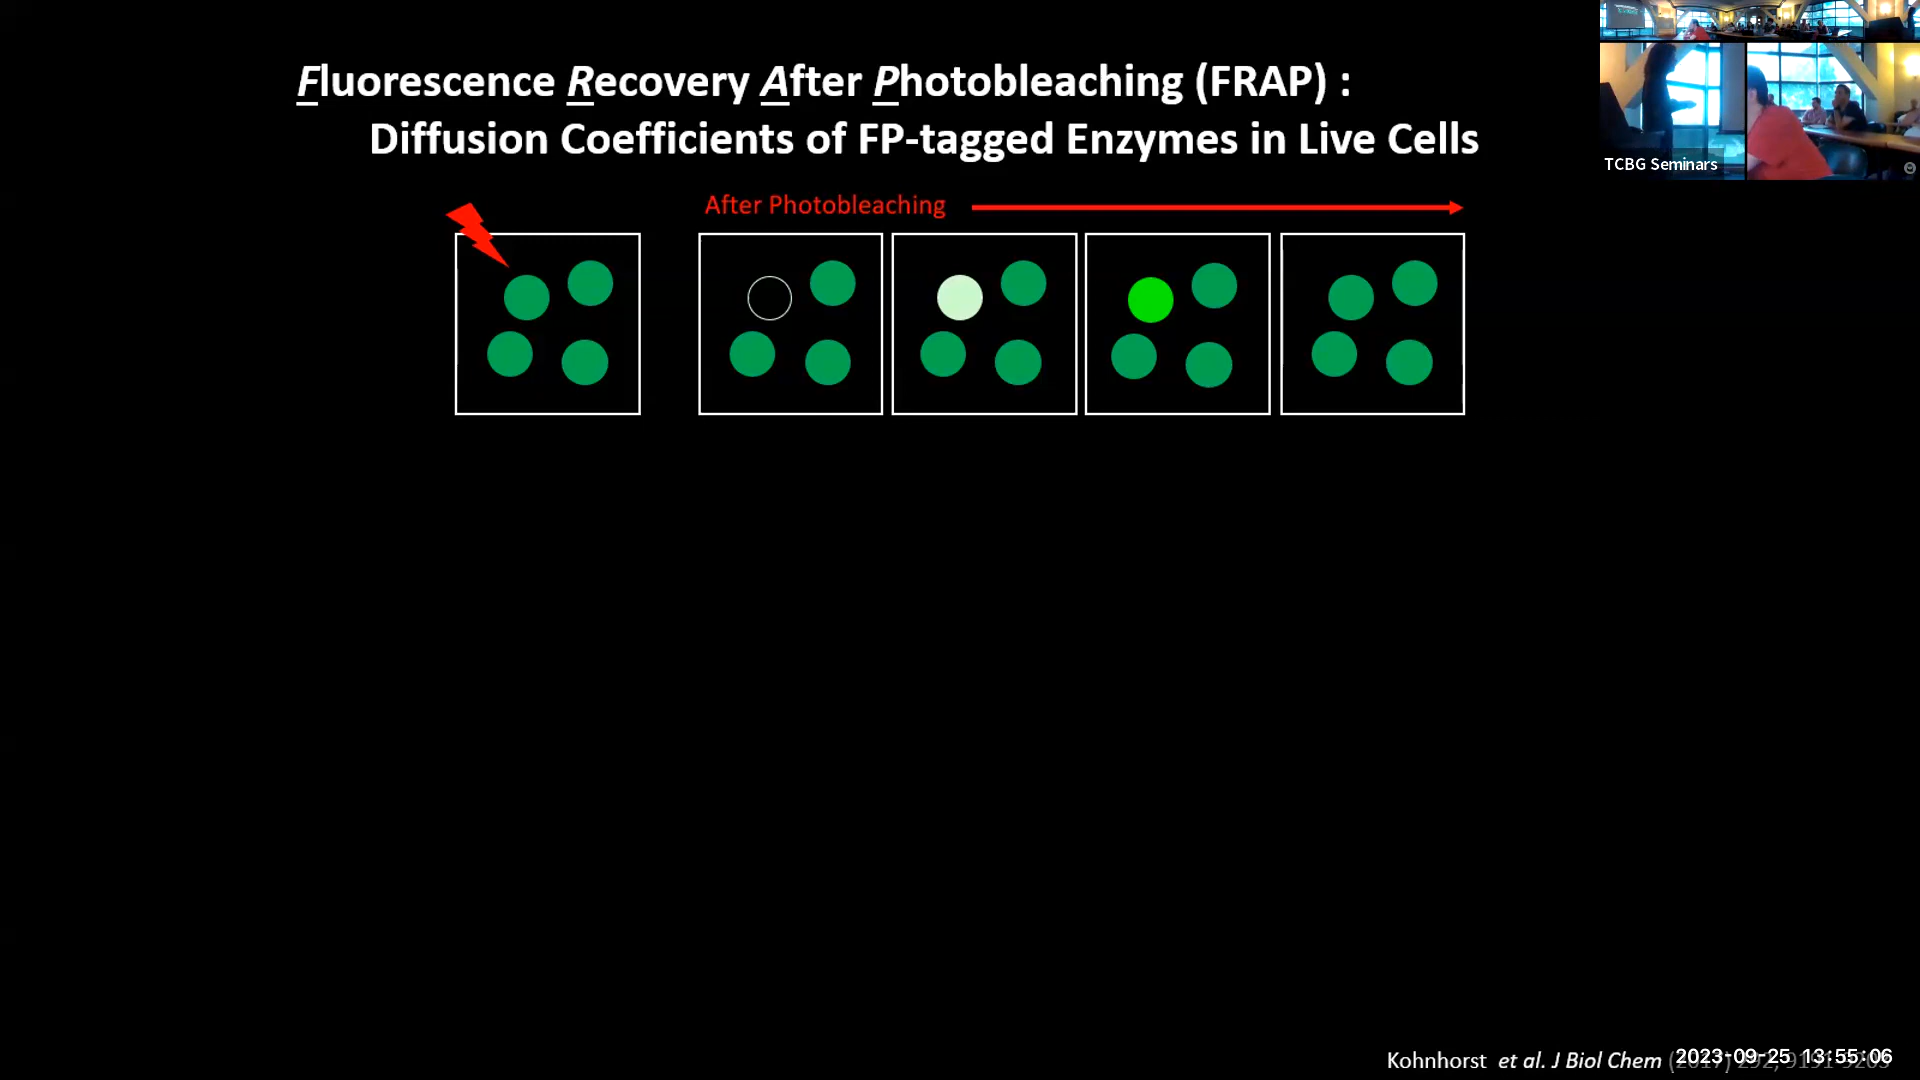 Fluorescence Recovery After Photobleaching (FRAP) :
Diffusion Coefficients of FP-tagged Enzymes in Live Cells
TCBG Seminars
After Photobleaching
Kohnhorst et al. J Biol Chem
2023-09-25 13:55:06